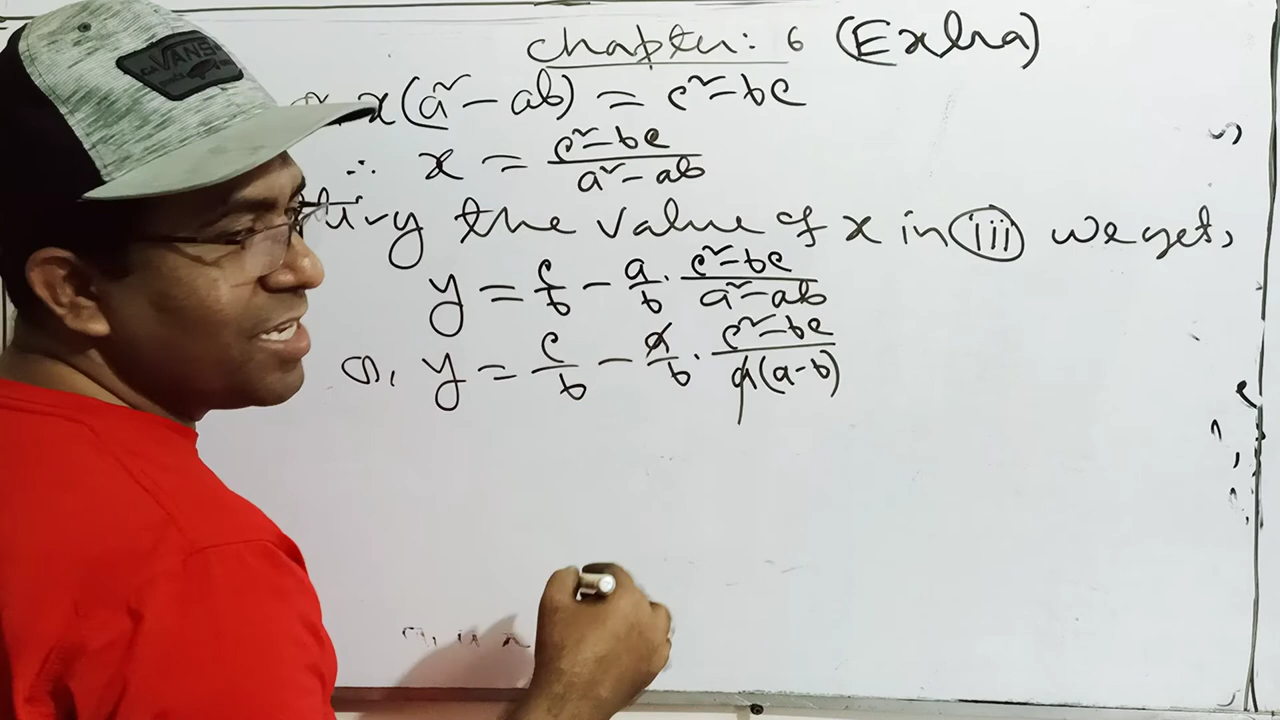 VANS
chapter: 6 (Extra)
x(a² - ab) = c² - bc
∴ x = (c² - bc)/(a² - ab)
the value of x in (iii) we get,
y = c/b - a/b · (c² - bc)/(a² - ab)
or, y = c/b - a/b · (c² - bc)/(a(a-b))